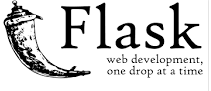 Flask
web development,
one drop at a time